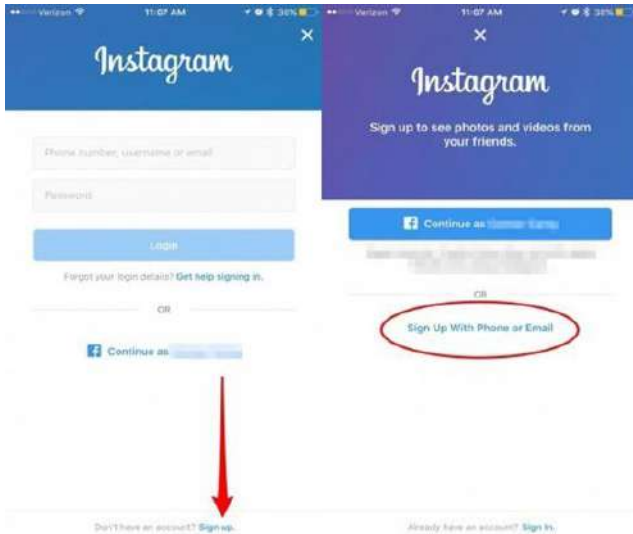 Verizon 11:07 AM 38%
Instagram
Phone number, username or email
Password
Login
Forgot your login details? Get help signing in.
OR
Continue as
Don't have an account? Sign up.
Verizon 11:07 AM 38%
Instagram
Sign up to see photos and videos from
your friends.
Continue as
OR
Sign Up With Phone or Email
Already have an account? Sign In.